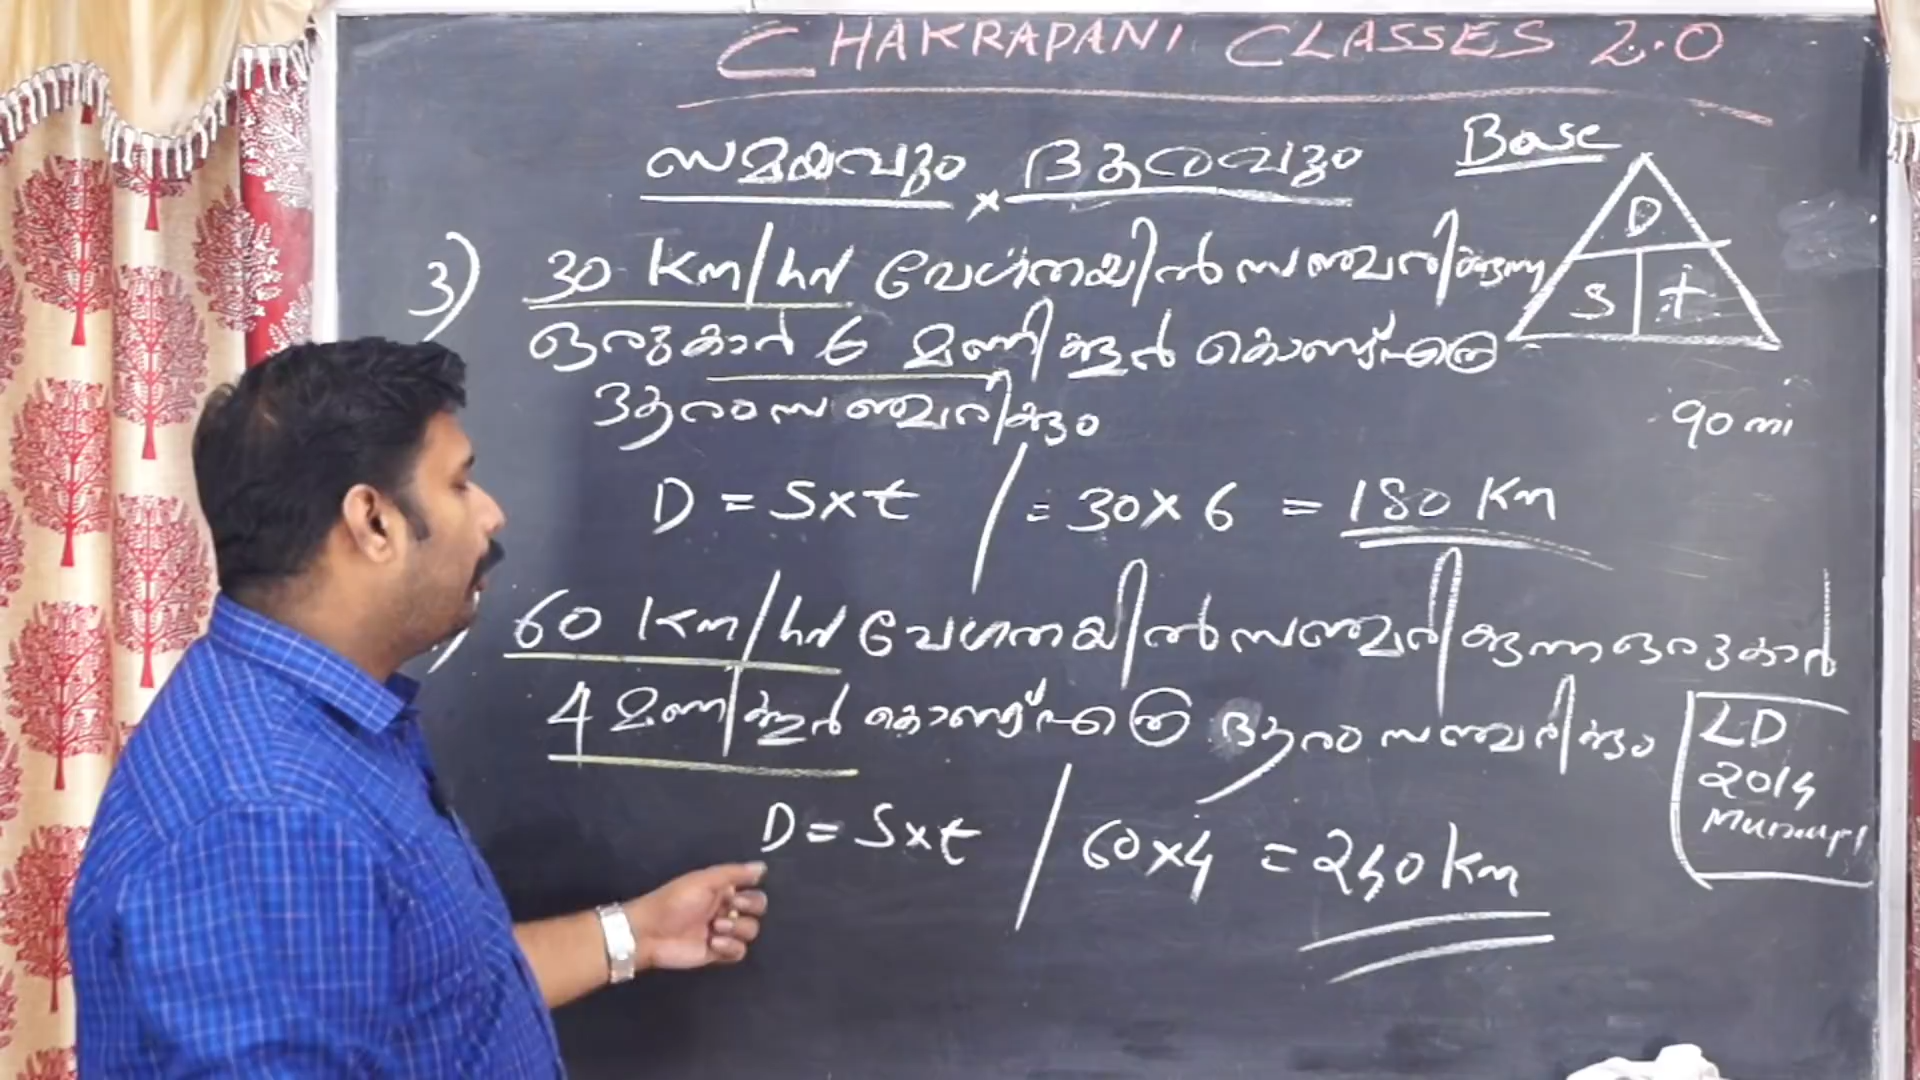 CHAKRAPANI CLASSES 2.0
സമയവും x ദൂരവും
Base
D
S t
3) 30 Km/hr വേഗതയിൽ സഞ്ചരിക്കുന്ന
ഒരു കാർ 6 മണിക്കൂർ കൊണ്ട് എത്ര
ദൂരം സഞ്ചരിക്കും
90 mi
D = S x t / = 30 x 6 = 180 Km
60 Km/hr വേഗതയിൽ സഞ്ചരിക്കുന്ന ഒരു കാർ
4 മണിക്കൂർ കൊണ്ട് എത്ര ദൂരം സഞ്ചരിക്കും
LD
2014
D = S x t / 60 x 4 = 240 Km